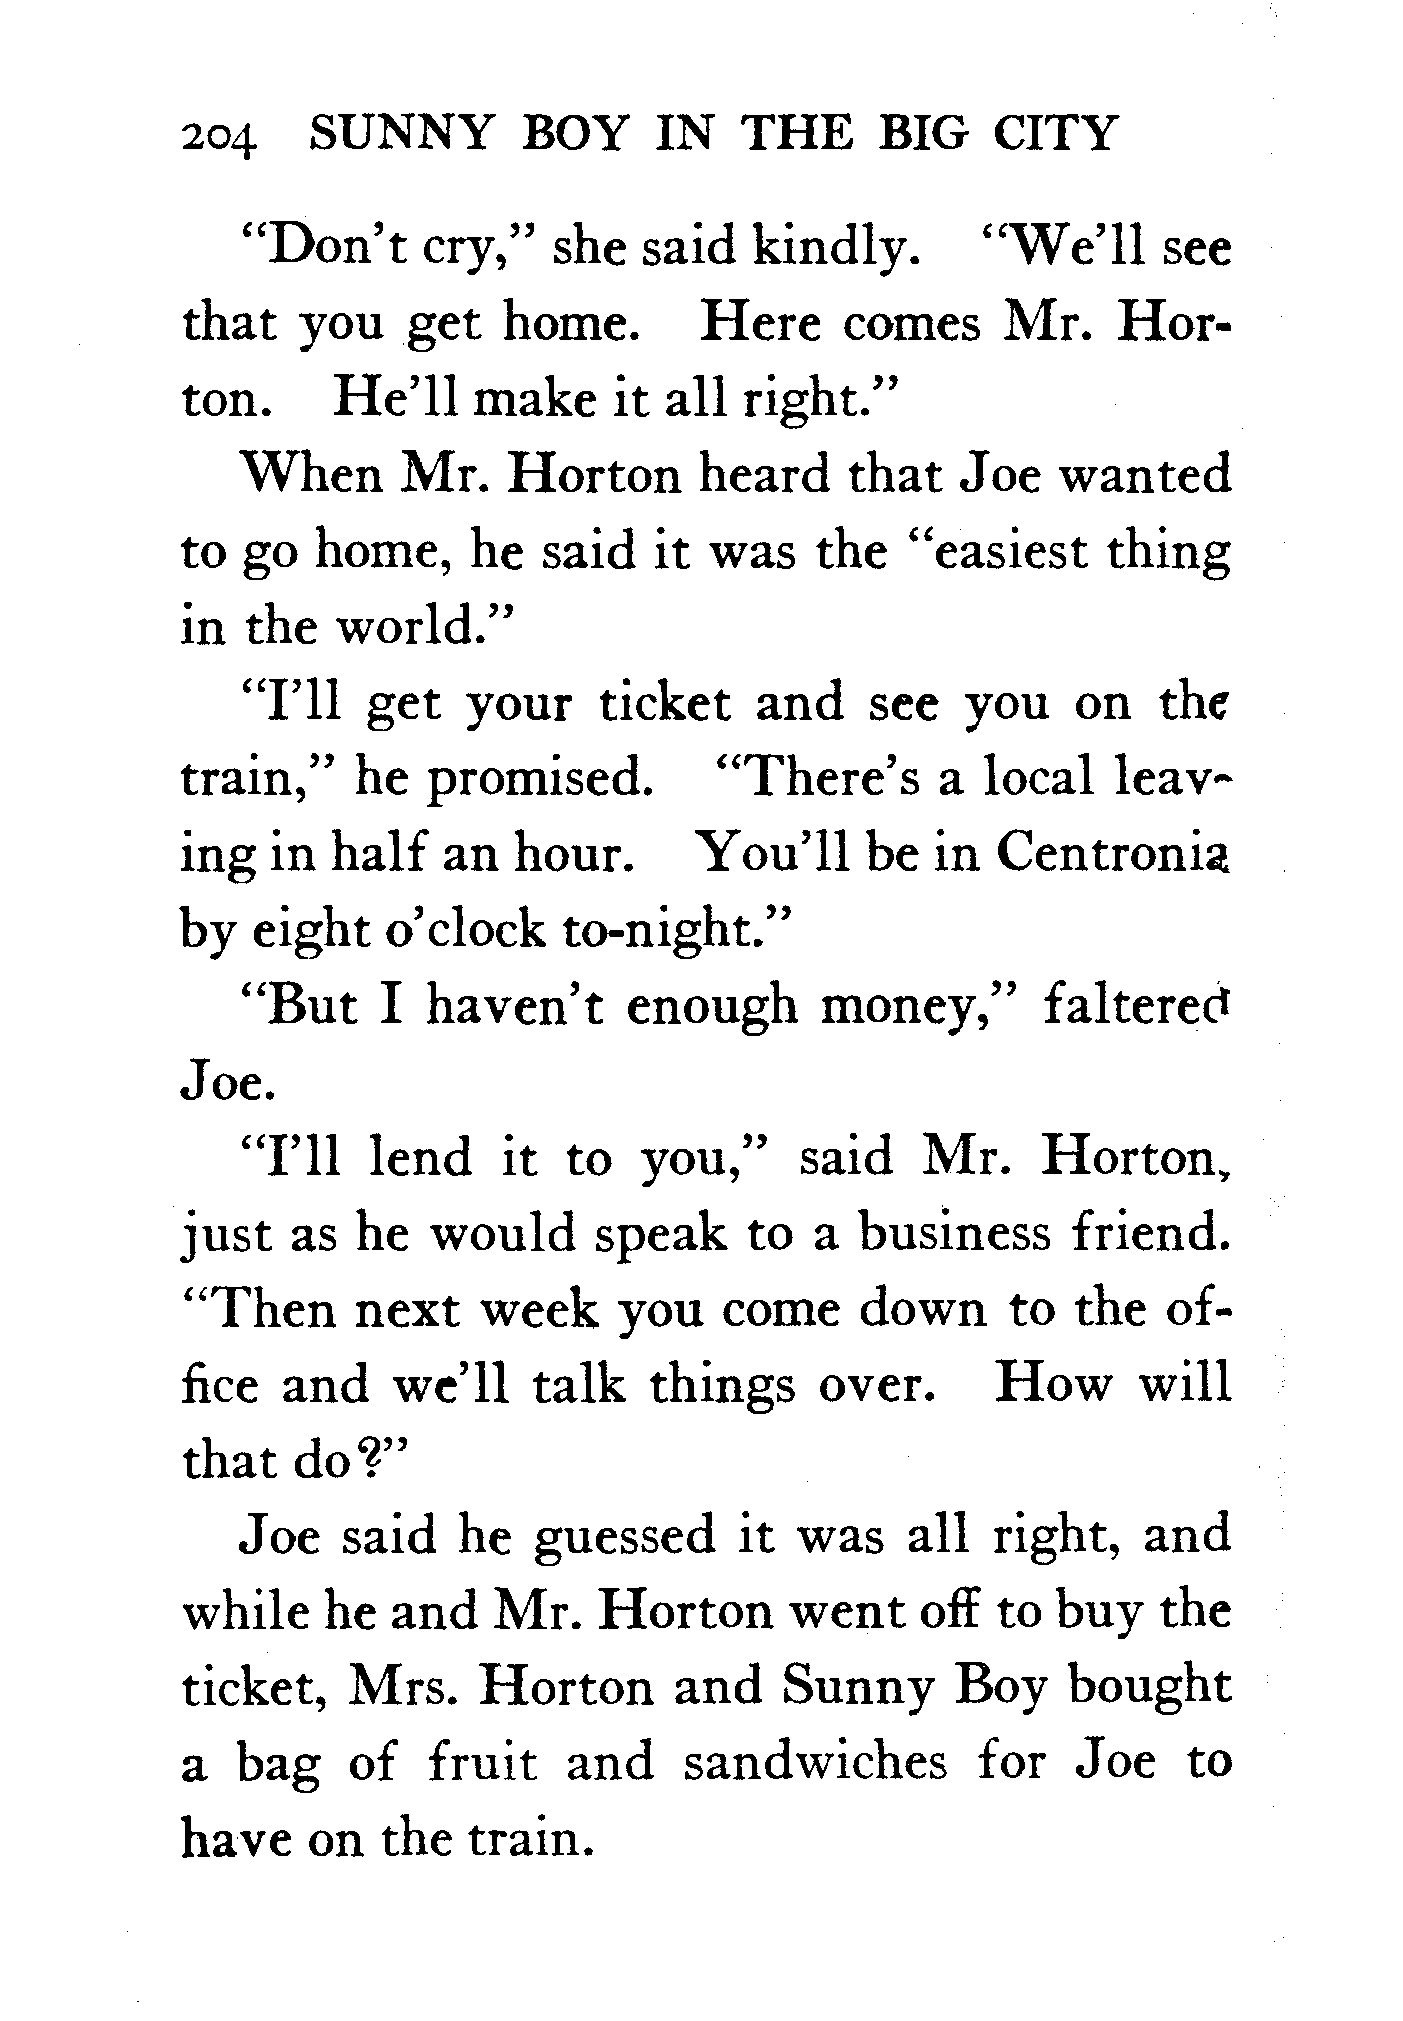 204 SUNNY BOY IN THE BIG CITY
“Don’t cry,” she said kindly. “We’ll see
that you get home. Here comes Mr. Hor-
ton. He’ll make it all right.”
When Mr. Horton heard that Joe wanted
to go home, he said it was the “easiest thing
in the world.”
“I’ll get your ticket and see you on the
train,” he promised. “There’s a local leav-
ing in half an hour. You’ll be in Centronia
by eight o’clock to-night.”
“But I haven’t enough money,” faltered
Joe.
“I’ll lend it to you,” said Mr. Horton,
just as he would speak to a business friend.
“Then next week you come down to the of-
fice and we’ll talk things over. How will
that do?”
Joe said he guessed it was all right, and
while he and Mr. Horton went off to buy the
ticket, Mrs. Horton and Sunny Boy bought
a bag of fruit and sandwiches for Joe to
have on the train.